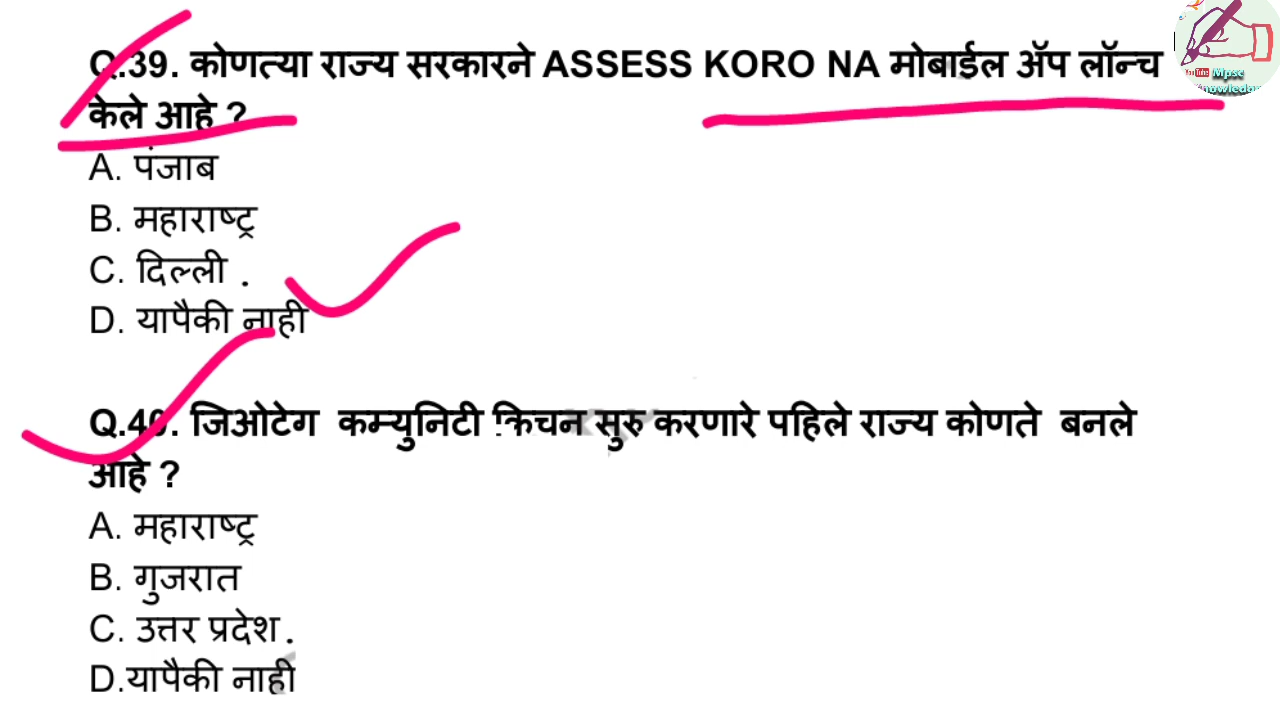 Q.39. कोणत्या राज्य सरकारने ASSESS KORO NA मोबाईल ॲप लॉन्च
केले आहे ?
A. पंजाब
B. महाराष्ट्र
C. दिल्ली .
D. यापैकी नाही
Q.40. जिओटेग कम्युनिटी किचन सुरु करणारे पहिले राज्य कोणते बनले
आहे ?
A. महाराष्ट्र
B. गुजरात
C. उत्तर प्रदेश.
D.यापैकी नाही
Mpsc